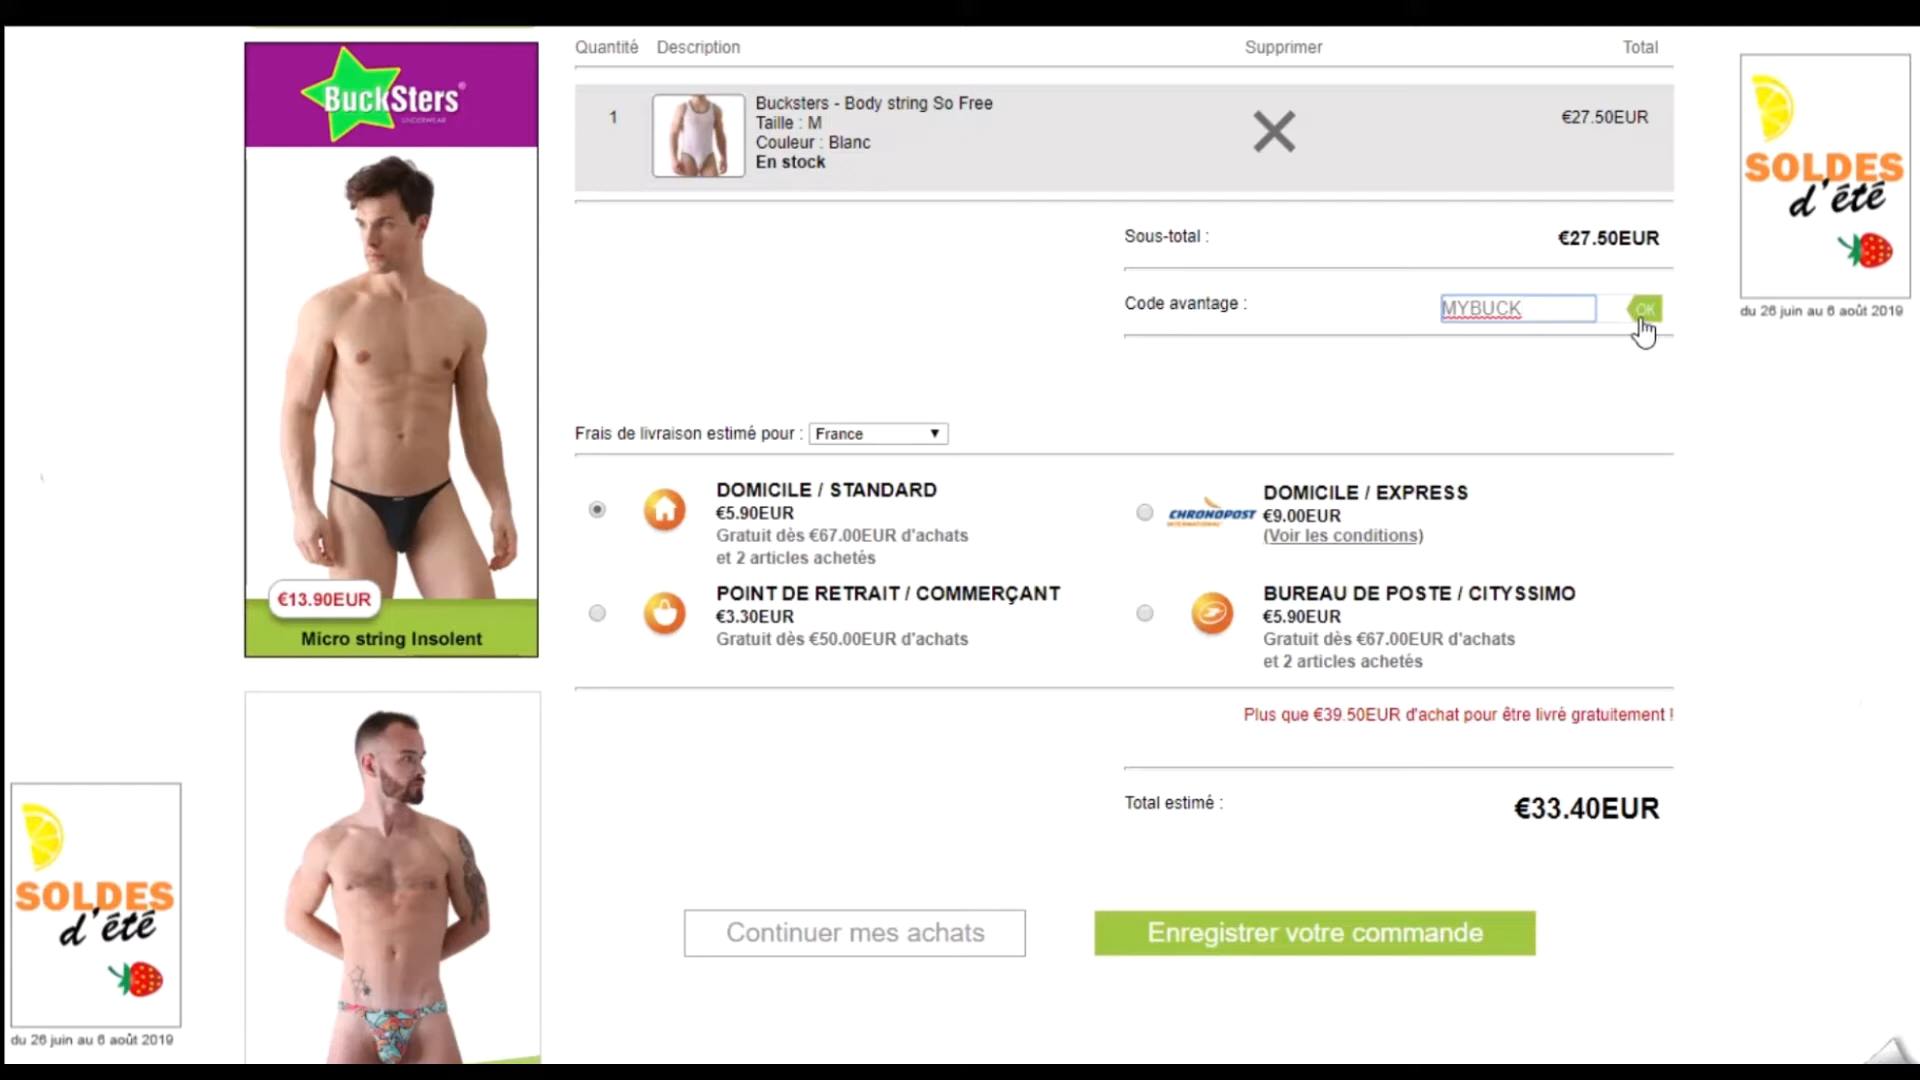 BuckSters®
UNDERWEAR
€13.90EUR
Micro string Insolent
Quantité Description Supprimer Total
1
Bucksters - Body string So Free
Taille : M
Couleur : Blanc
En stock
€27.50EUR
Sous-total : €27.50EUR
Code avantage : MYBUCK OK
Frais de livraison estimé pour : France
DOMICILE / STANDARD
€5.90EUR
Gratuit dès €67.00EUR d'achats
et 2 articles achetés
CHRONOPOST
INTERNATIONAL
DOMICILE / EXPRESS
€9.00EUR
(Voir les conditions)
POINT DE RETRAIT / COMMERÇANT
€3.30EUR
Gratuit dès €50.00EUR d'achats
BUREAU DE POSTE / CITYSSIMO
€5.90EUR
Gratuit dès €67.00EUR d'achats
et 2 articles achetés
Plus que €39.50EUR d'achat pour être livré gratuitement !
Total estimé : €33.40EUR
Continuer mes achats
Enregistrer votre commande
SOLDES
d'été
du 26 juin au 6 août 2019
SOLDES
d'été
du 26 juin au 6 août 2019